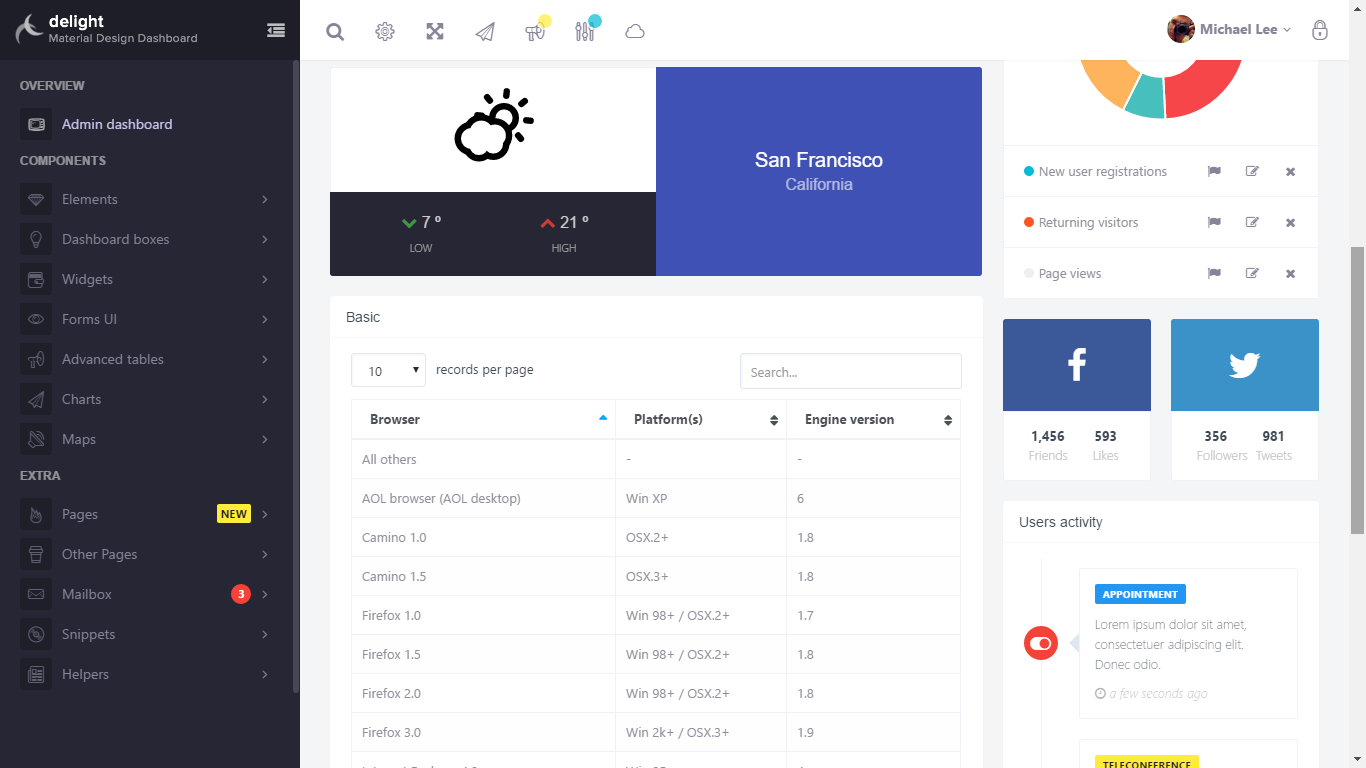 delight
Material Design Dashboard
OVERVIEW
Admin dashboard
COMPONENTS
Elements
Dashboard boxes
Widgets
Forms UI
Advanced tables
Charts
Maps
EXTRA
Pages NEW
Other Pages
Mailbox 3
Snippets
Helpers
Michael Lee
7 º
LOW
21 º
HIGH
San Francisco
California
Basic
10 records per page
Search...
Browser Platform(s) Engine version
All others - -
AOL browser (AOL desktop) Win XP 6
Camino 1.0 OSX.2+ 1.8
Camino 1.5 OSX.3+ 1.8
Firefox 1.0 Win 98+ / OSX.2+ 1.7
Firefox 1.5 Win 98+ / OSX.2+ 1.8
Firefox 2.0 Win 98+ / OSX.2+ 1.8
Firefox 3.0 Win 2k+ / OSX.3+ 1.9
New user registrations
Returning visitors
Page views
1,456 593
Friends Likes
356 981
Followers Tweets
Users activity
APPOINTMENT
Lorem ipsum dolor sit amet,
consectetuer adipiscing elit.
Donec odio.
a few seconds ago
TELECONFERENCE